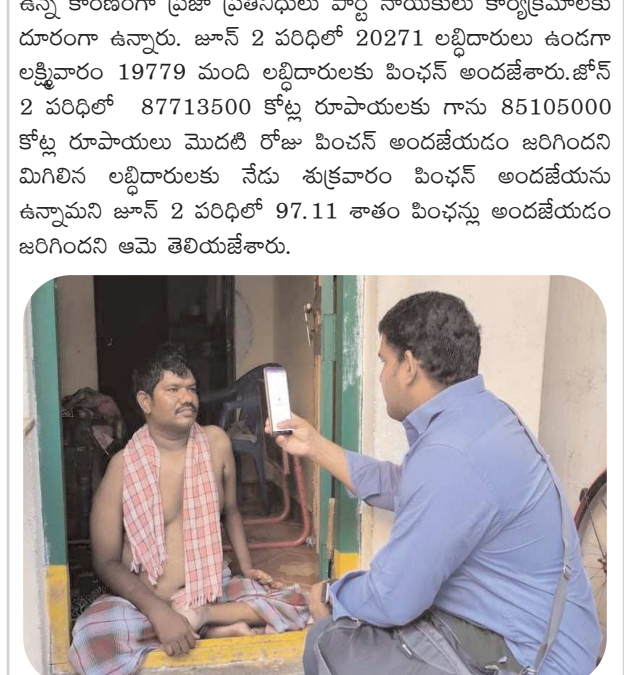 ఉన్న కారణంగా ప్రజా ప్రతినిధులు పార్టీ నాయకులు కార్యక్రమాలకు
దూరంగా ఉన్నారు. జూన్ 2 పరిధిలో 20271 లబ్ధిదారులు ఉండగా
లక్ష్మివారం 19779 మంది లబ్ధిదారులకు పింఛన్ అందజేశారు.జోన్
2 పరిధిలో 87713500 కోట్ల రూపాయలకు గాను 85105000
కోట్ల రూపాయలు మొదటి రోజు పించన్ అందజేయడం జరిగిందని
మిగిలిన లబ్ధిదారులకు నేడు శుక్రవారం పింఛన్ అందజేయను
ఉన్నామని జూన్ 2 పరిధిలో 97.11 శాతం పింఛన్లు అందజేయడం
జరిగిందని ఆమె తెలియజేశారు.